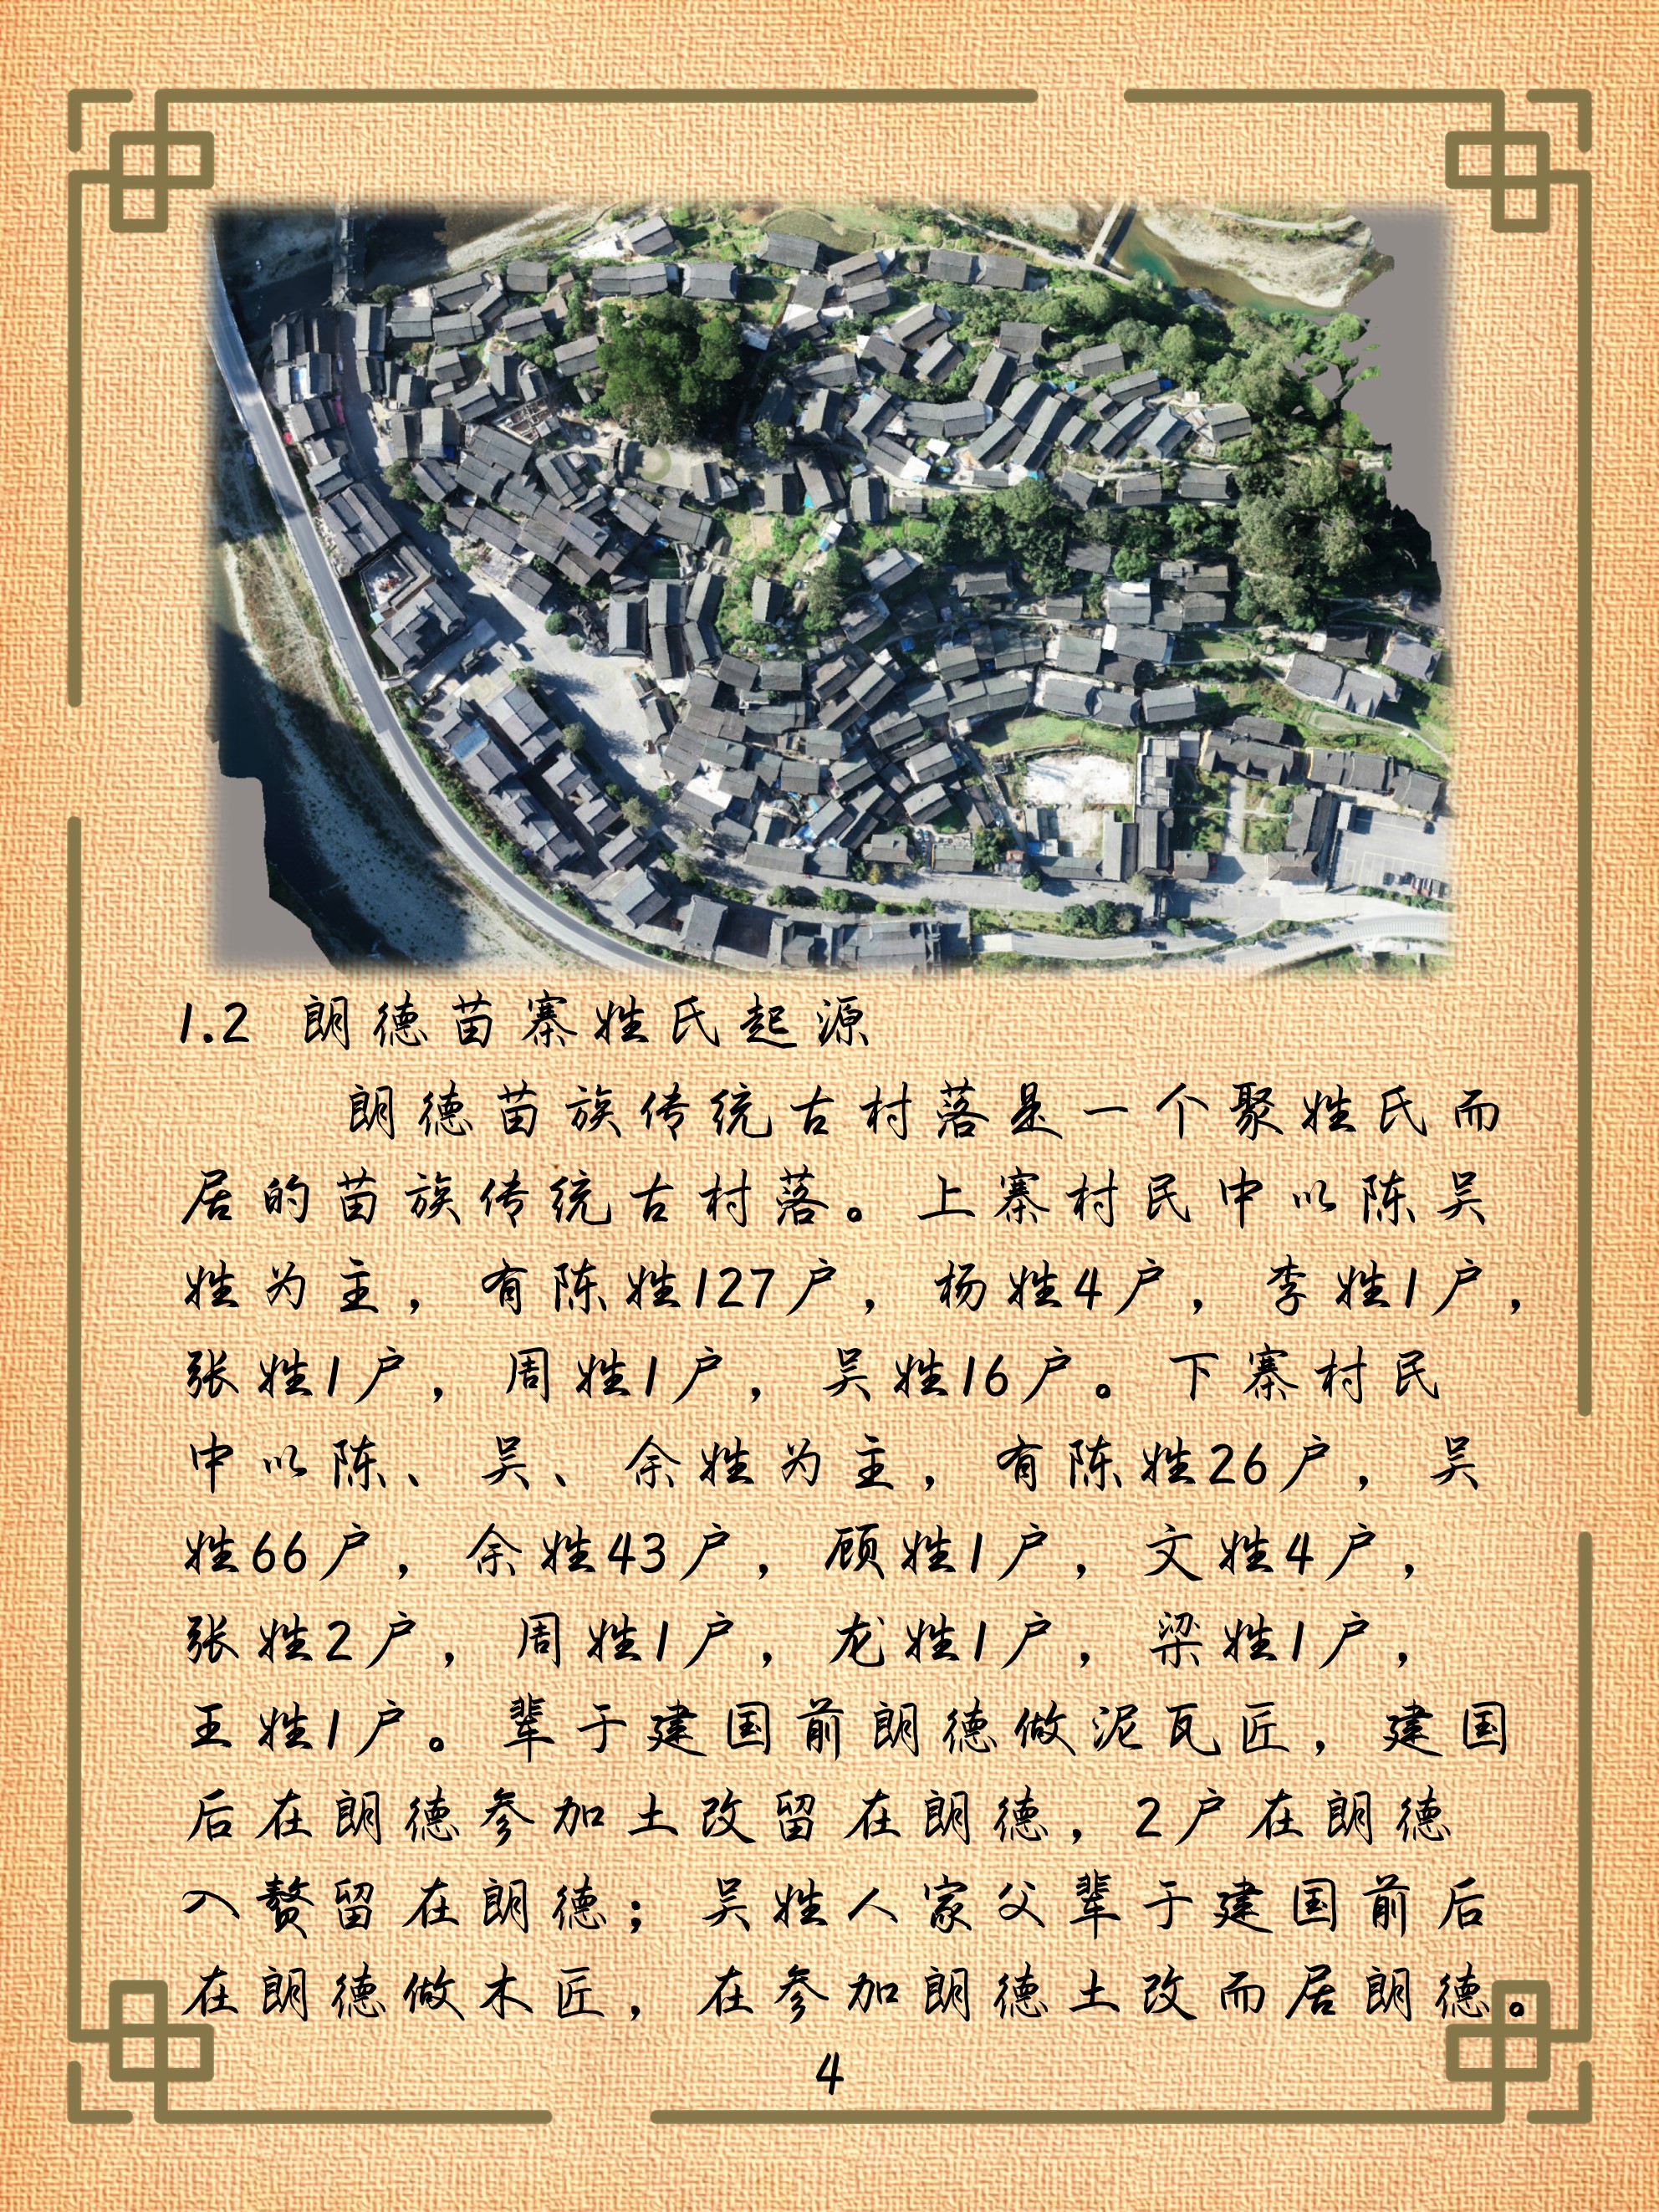 1.2 朗德苗寨姓氏起源
朗德苗族传统古村落是一个聚姓氏而
居的苗族传统古村落。上寨村民中以陈吴
姓为主，有陈姓127户，杨姓4户，李姓1户，
张姓1户，周姓1户，吴姓16户。下寨村民
中以陈、吴、余姓为主，有陈姓26户，吴
姓66户，余姓43户，顾姓1户，文姓4户，
张姓2户，周姓1户，龙姓1户，梁姓1户，
王姓1户。辈于建国前朗德做泥瓦匠，建国
后在朗德参加土改留在朗德，2户在朗德
入赘留在朗德；吴姓人家父辈于建国前后
在朗德做木匠，在参加朗德土改而居朗德。
4